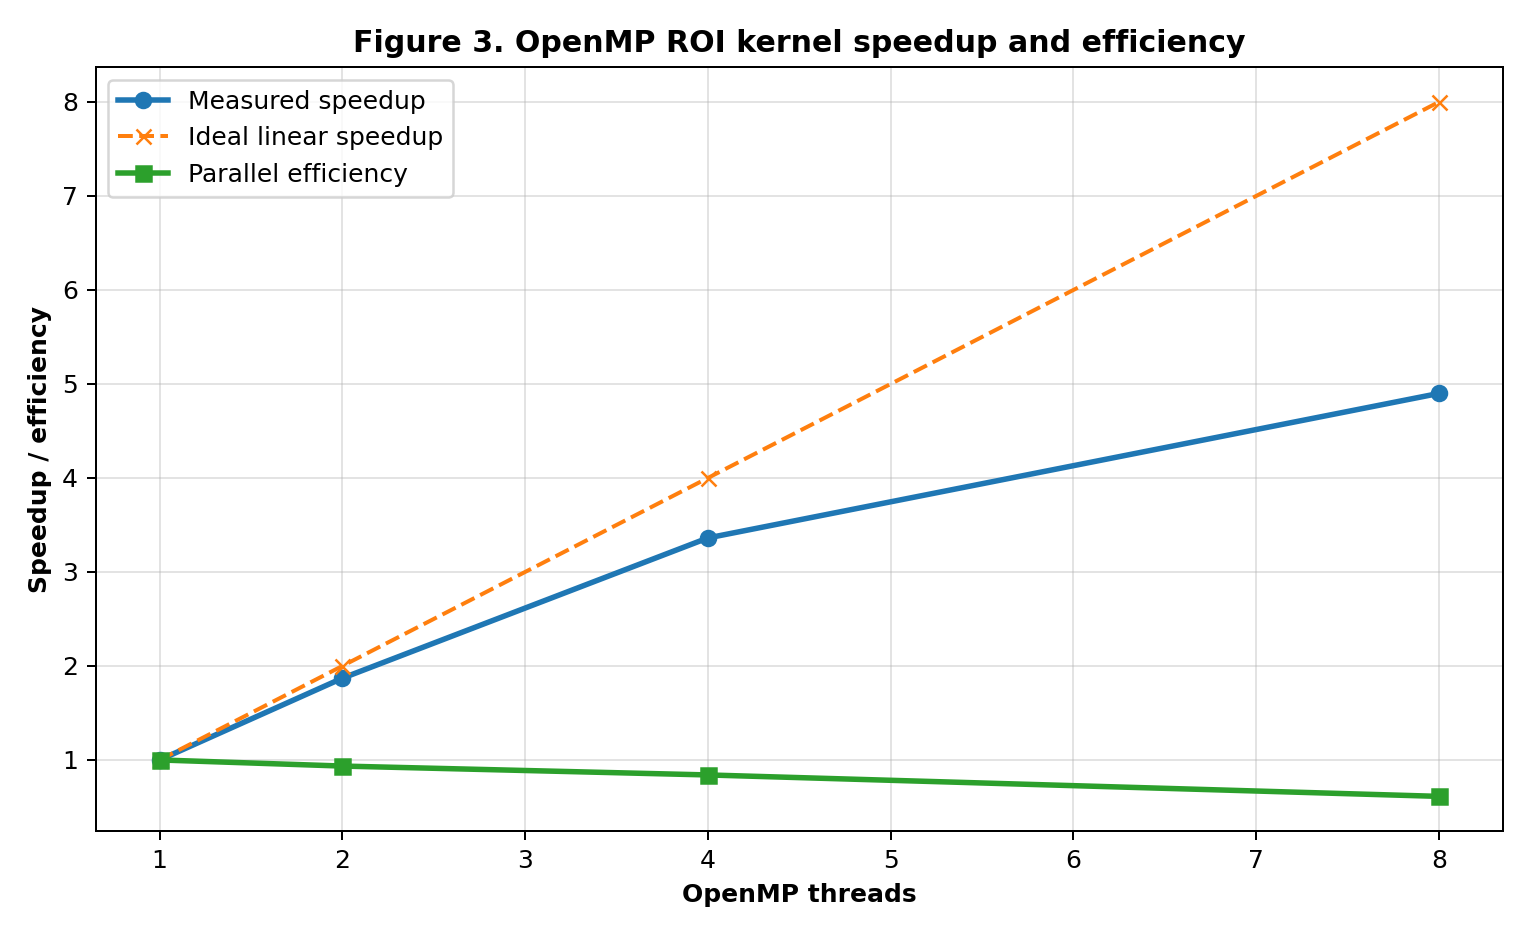 Figure 3. OpenMP ROI kernel speedup and efficiency
Measured speedup
Ideal linear speedup
Parallel efficiency
8
7
6
5
4
3
2
1
Speedup / efficiency
1 2 3 4 5 6 7 8
OpenMP threads